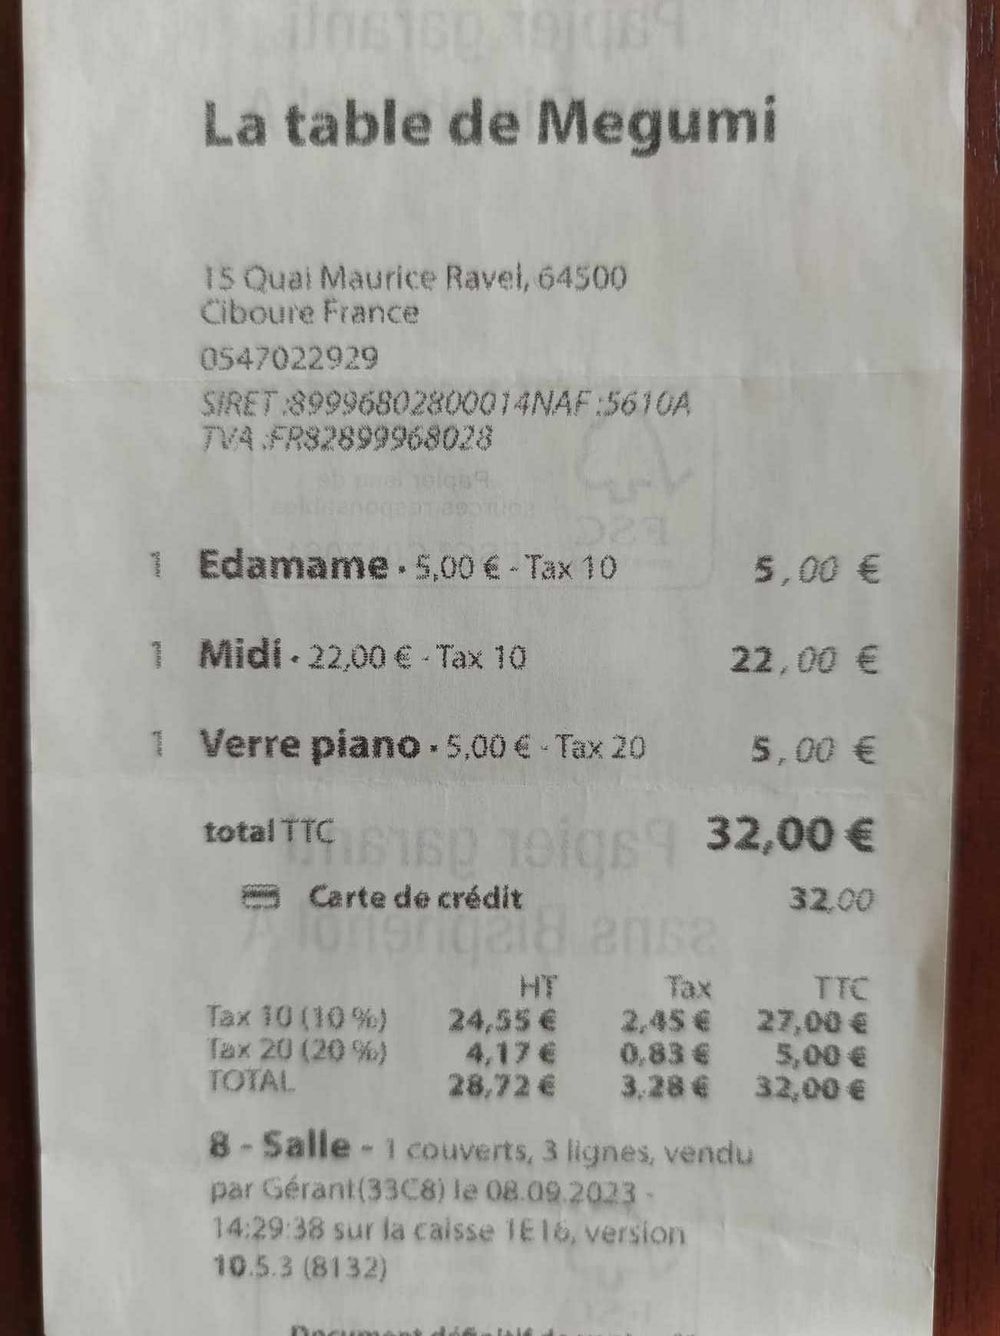 La table de Megumi
15 Quai Maurice Ravel, 64500
Ciboure France
0547022929
SIRET :89996802800014NAF :5610A
TVA :FR82899968028
1 Edamame · 5,00 € - Tax 10 5,00 €
1 Midi · 22,00 € - Tax 10 22,00 €
1 Verre piano · 5,00 € - Tax 20 5,00 €
total TTC 32,00 €
Carte de crédit 32.00
HT Tax TTC
Tax 10 (10 %) 24,55 € 2,45 € 27,00 €
Tax 20 (20 %) 4,17 € 0,83 € 5,00 €
TOTAL 28,72 € 3,28 € 32,00 €
8 - Salle - 1 couverts, 3 lignes, vendu
par Gérant(33C8) le 08.09.2023 -
14:29:38 sur la caisse 1E16, version
10.5.3 (8132)
Document définitif